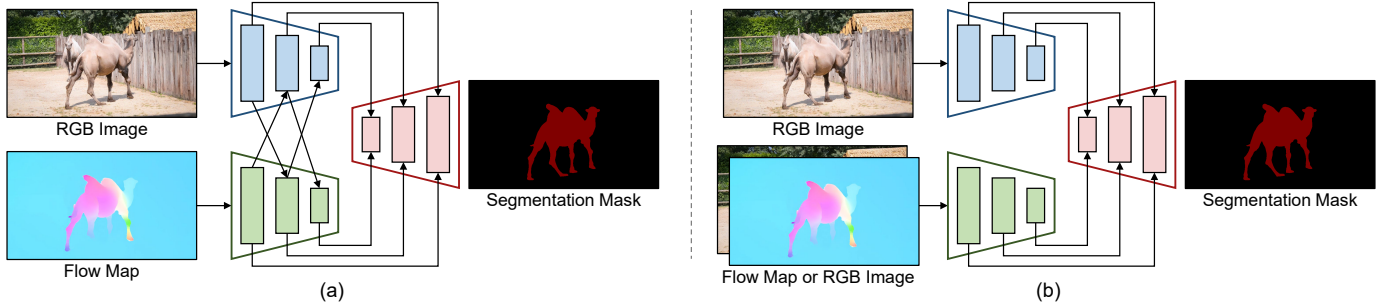 RGB Image
Flow Map
Segmentation Mask
(a)
RGB Image
Flow Map or RGB Image
Segmentation Mask
(b)